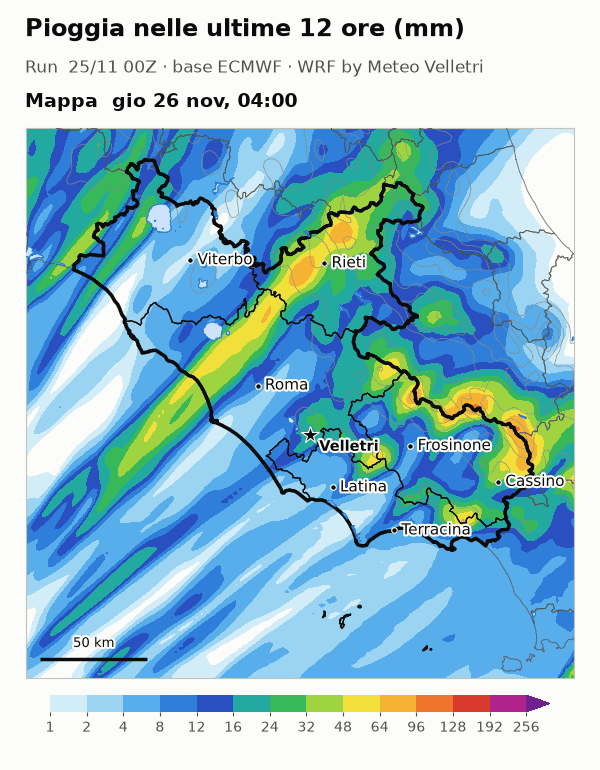 Pioggia nelle ultime 12 ore (mm)
Run  25/11 00Z · base ECMWF · WRF by Meteo Velletri
Mappa  gio 26 nov, 04:00
Viterbo
Rieti
Roma
Velletri
Frosinone
Latina
Cassino
Terracina
50 km
1 2 4 8 12 16 24 32 48 64 96 128 192 256